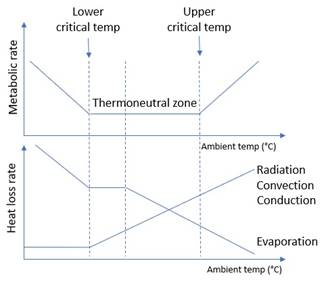 Lower
critical temp
Upper
critical temp
Metabolic rate
Thermoneutral zone
Ambient temp (°C)
Heat loss rate
Radiation
Convection
Conduction
Evaporation
Ambient temp (°C)